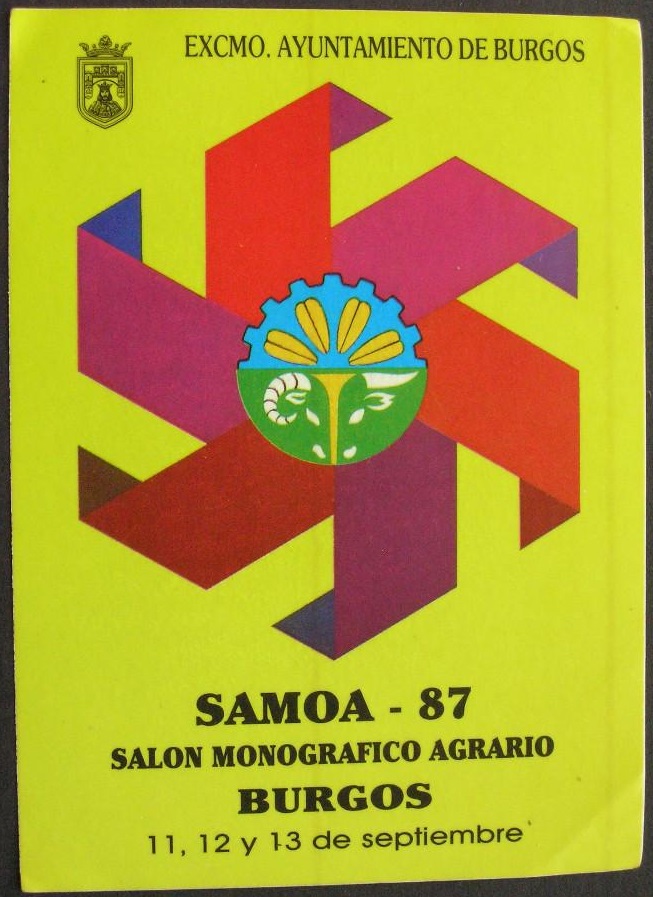 EXCMO. AYUNTAMIENTO DE BURGOS
SAMOA - 87
SALON MONOGRAFICO AGRARIO
BURGOS
11, 12 y 13 de septiembre